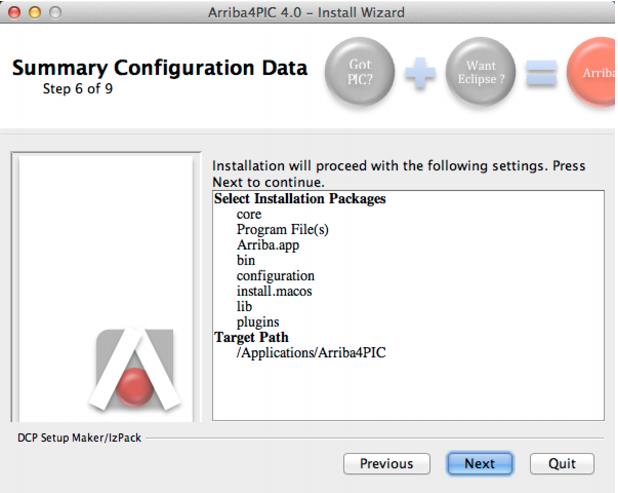 Arriba4PIC 4.0 – Install Wizard
Summary Configuration Data
Step 6 of 9
Got
PIC?
Want
Eclipse ?
Installation will proceed with the following settings. Press
Next to continue.
Select Installation Packages
core
Program File(s)
Arriba.app
bin
configuration
install.macos
lib
plugins
Target Path
/Applications/Arriba4PIC
DCP Setup Maker/IzPack
Previous
Next
Quit